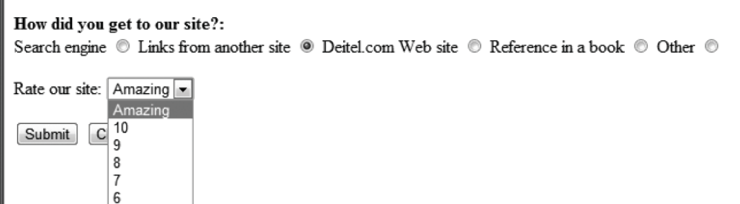 How did you get to our site?:
Search engine Links from another site Deitel.com Web site Reference in a book Other
Rate our site: Amazing
Amazing
10
Submit C
9
8
7
6